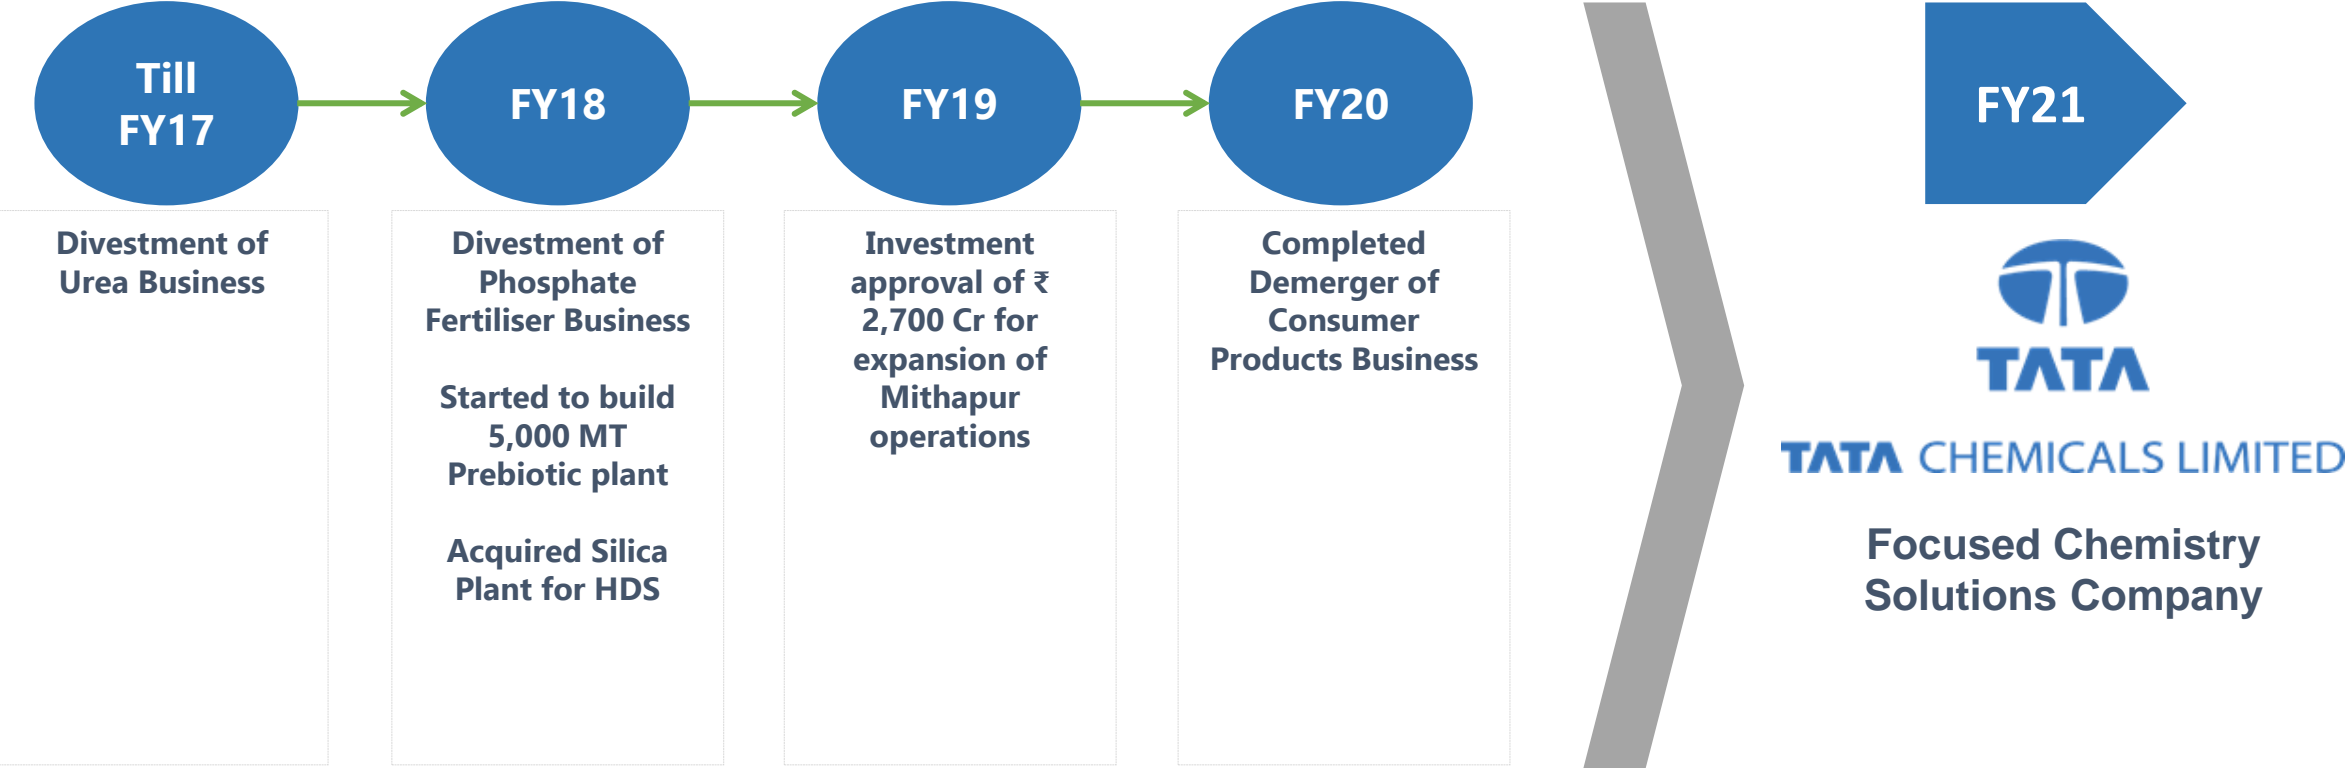 Till
FY17
FY18
FY19
FY20
FY21
Divestment of
Urea Business
Divestment of
Phosphate
Fertiliser Business
Started to build
5,000 MT
Prebiotic plant
Acquired Silica
Plant for HDS
Investment
approval of ₹
2,700 Cr for
expansion of
Mithapur
operations
Completed
Demerger of
Consumer
Products Business
TATA
TATA CHEMICALS LIMITED
Focused Chemistry
Solutions Company